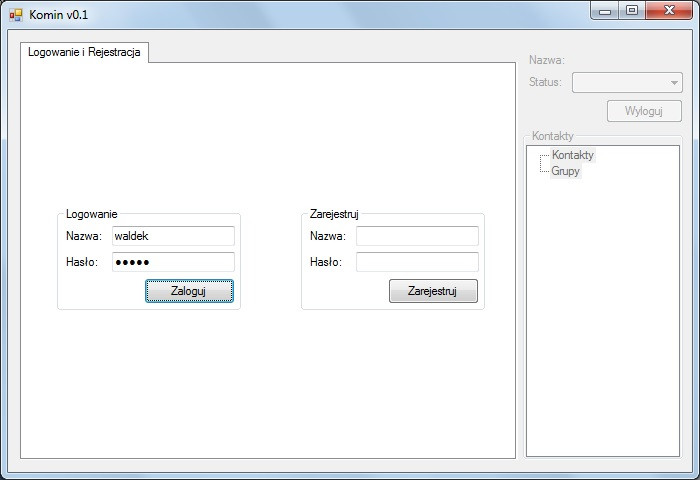 Komin v0.1
Logowanie i Rejestracja
Logowanie
Nazwa: waldek
Hasło: ●●●●●
Zaloguj
Zarejestruj
Nazwa:
Hasło:
Zarejestruj
Nazwa:
Status:
Wyloguj
Kontakty
Kontakty
Grupy